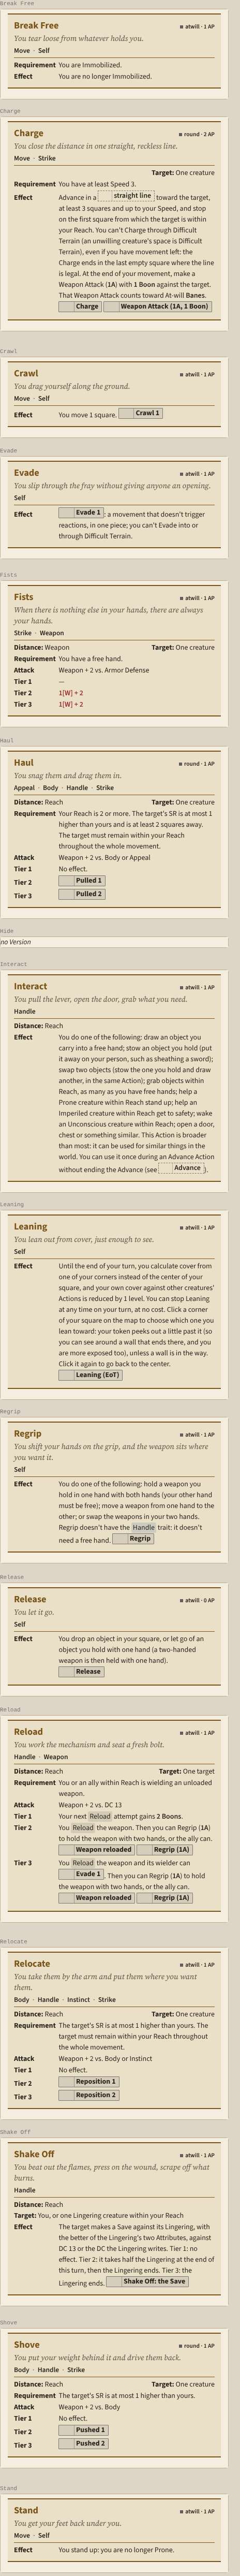 Break Free
Break Free
atwill · 1 AP
You tear loose from whatever holds you.
Move · Self
Requirement You are Immobilized.
Effect You are no longer Immobilized.
Charge
Charge
round · 2 AP
You close the distance in one straight, reckless line.
Move · Strike
Target: One creature
Requirement You have at least Speed 3.
Effect Advance in a straight line toward the target,
at least 3 squares and up to your Speed, and stop
on the first square from which the target is within
your Reach. You can't Charge through Difficult
Terrain (an unwilling creature's space is Difficult
Terrain), even if you have movement left: the
Charge ends in the last empty square where the line
is legal. At the end of your movement, make a
Weapon Attack (1A) with 1 Boon against the target.
That Weapon Attack counts toward At-will Banes.
Charge Weapon Attack (1A, 1 Boon)
Crawl
Crawl
atwill · 1 AP
You drag yourself along the ground.
Move · Self
Effect You move 1 square. Crawl 1
Evade
Evade
atwill · 1 AP
You slip through the fray without giving anyone an opening.
Self
Effect Evade 1 : a movement that doesn't trigger
reactions, in one piece; you can't Evade into or
through Difficult Terrain.
Fists
Fists
atwill · 1 AP
When there is nothing else in your hands, there are always
your hands.
Strike · Weapon
Distance: Weapon Target: One creature
Requirement You have a free hand.
Attack Weapon + 2 vs. Armor Defense
Tier 1 —
Tier 2 1[W] + 2
Tier 3 1[W] + 2
Haul
Haul
round · 1 AP
You snag them and drag them in.
Appeal · Body · Handle · Strike
Distance: Reach Target: One creature
Requirement Your Reach is 2 or more. The target's SR is at most 1
higher than yours and is at least 2 squares away.
The target must remain within your Reach
throughout the whole movement.
Attack Weapon + 2 vs. Body or Appeal
Tier 1 No effect.
Tier 2 Pulled 1
Tier 3 Pulled 2
Hide
no Version
Interact
Interact
atwill · 1 AP
You pull the lever, open the door, grab what you need.
Handle
Distance: Reach
Effect You do one of the following: draw an object you
carry into a free hand; stow an object you hold (put
it away on your person, such as sheathing a sword);
swap two objects (stow the one you hold and draw
another, in the same Action); grab objects within
Reach, as many as you have free hands; help a
Prone creature within Reach stand up; help an
Imperiled creature within Reach get to safety; wake
an Unconscious creature within Reach; open a door,
chest or something similar. This Action is broader
than most: it can be used for similar things in the
world. You can use it once during an Advance Action
without ending the Advance (see Advance ).
Leaning
Leaning
atwill · 1 AP
You lean out from cover, just enough to see.
Self
Effect Until the end of your turn, you calculate cover from
one of your corners instead of the center of your
square, and your own cover against other creatures'
Actions is reduced by 1 level. You can stop Leaning
at any time on your turn, at no cost. Click a corner
of your square on the map to choose which one you
lean toward: your token peeks out a little past it (so
you can see around a wall that ends there, and you
are more exposed too), unless a wall is in the way.
Click it again to go back to the center.
Leaning (EoT)
Regrip
Regrip
atwill · 1 AP
You shift your hands on the grip, and the weapon sits where
you want it.
Self
Effect You do one of the following: hold a weapon you
hold in one hand with both hands (your other hand
must be free); move a weapon from one hand to the
other; or swap the weapons in your two hands.
Regrip doesn't have the Handle trait: it doesn't
need a free hand. Regrip
Release
Release
atwill · 0 AP
You let it go.
Self
Effect You drop an object in your square, or let go of an
object you hold with one hand (a two-handed
weapon is then held with one hand).
Release
Reload
Reload
atwill · 1 AP
You work the mechanism and seat a fresh bolt.
Handle · Weapon
Distance: Reach Target: One target
Requirement You or an ally within Reach is wielding an unloaded
weapon.
Attack Weapon + 2 vs. DC 13
Tier 1 Your next Reload attempt gains 2 Boons.
Tier 2 You Reload the weapon. Then you can Regrip (1A)
to hold the weapon with two hands, or the ally can.
Weapon reloaded Regrip (1A)
Tier 3 You Reload the weapon and its wielder can
Evade 1 . Then you can Regrip (1A) to hold
the weapon with two hands, or the ally can.
Weapon reloaded Regrip (1A)
Relocate
Relocate
atwill · 1 AP
You take them by the arm and put them where you want
them.
Body · Handle · Instinct · Strike
Distance: Reach Target: One creature
Requirement The target's SR is at most 1 higher than yours. The
target must remain within your Reach throughout
the whole movement.
Attack Weapon + 2 vs. Body or Instinct
Tier 1 No effect.
Tier 2 Reposition 1
Tier 3 Reposition 2
Shake Off
Shake Off
atwill · 1 AP
You beat out the flames, press on the wound, scrape off what
burns.
Handle
Distance: Reach
Target: You, or one Lingering creature within your Reach
Effect The target makes a Save against its Lingering, with
the better of the Lingering's two Attributes, against
DC 13 or the DC the Lingering writes. Tier 1: no
effect. Tier 2: it takes half the Lingering at the end of
this turn, then the Lingering ends. Tier 3: the
Lingering ends. Shake Off: the Save
Shove
Shove
round · 1 AP
You put your weight behind it and drive them back.
Body · Handle · Strike
Distance: Reach Target: One creature
Requirement The target's SR is at most 1 higher than yours.
Attack Weapon + 2 vs. Body
Tier 1 No effect.
Tier 2 Pushed 1
Tier 3 Pushed 2
Stand
Stand
atwill · 1 AP
You get your feet back under you.
Move · Self
Effect You stand up: you are no longer Prone.